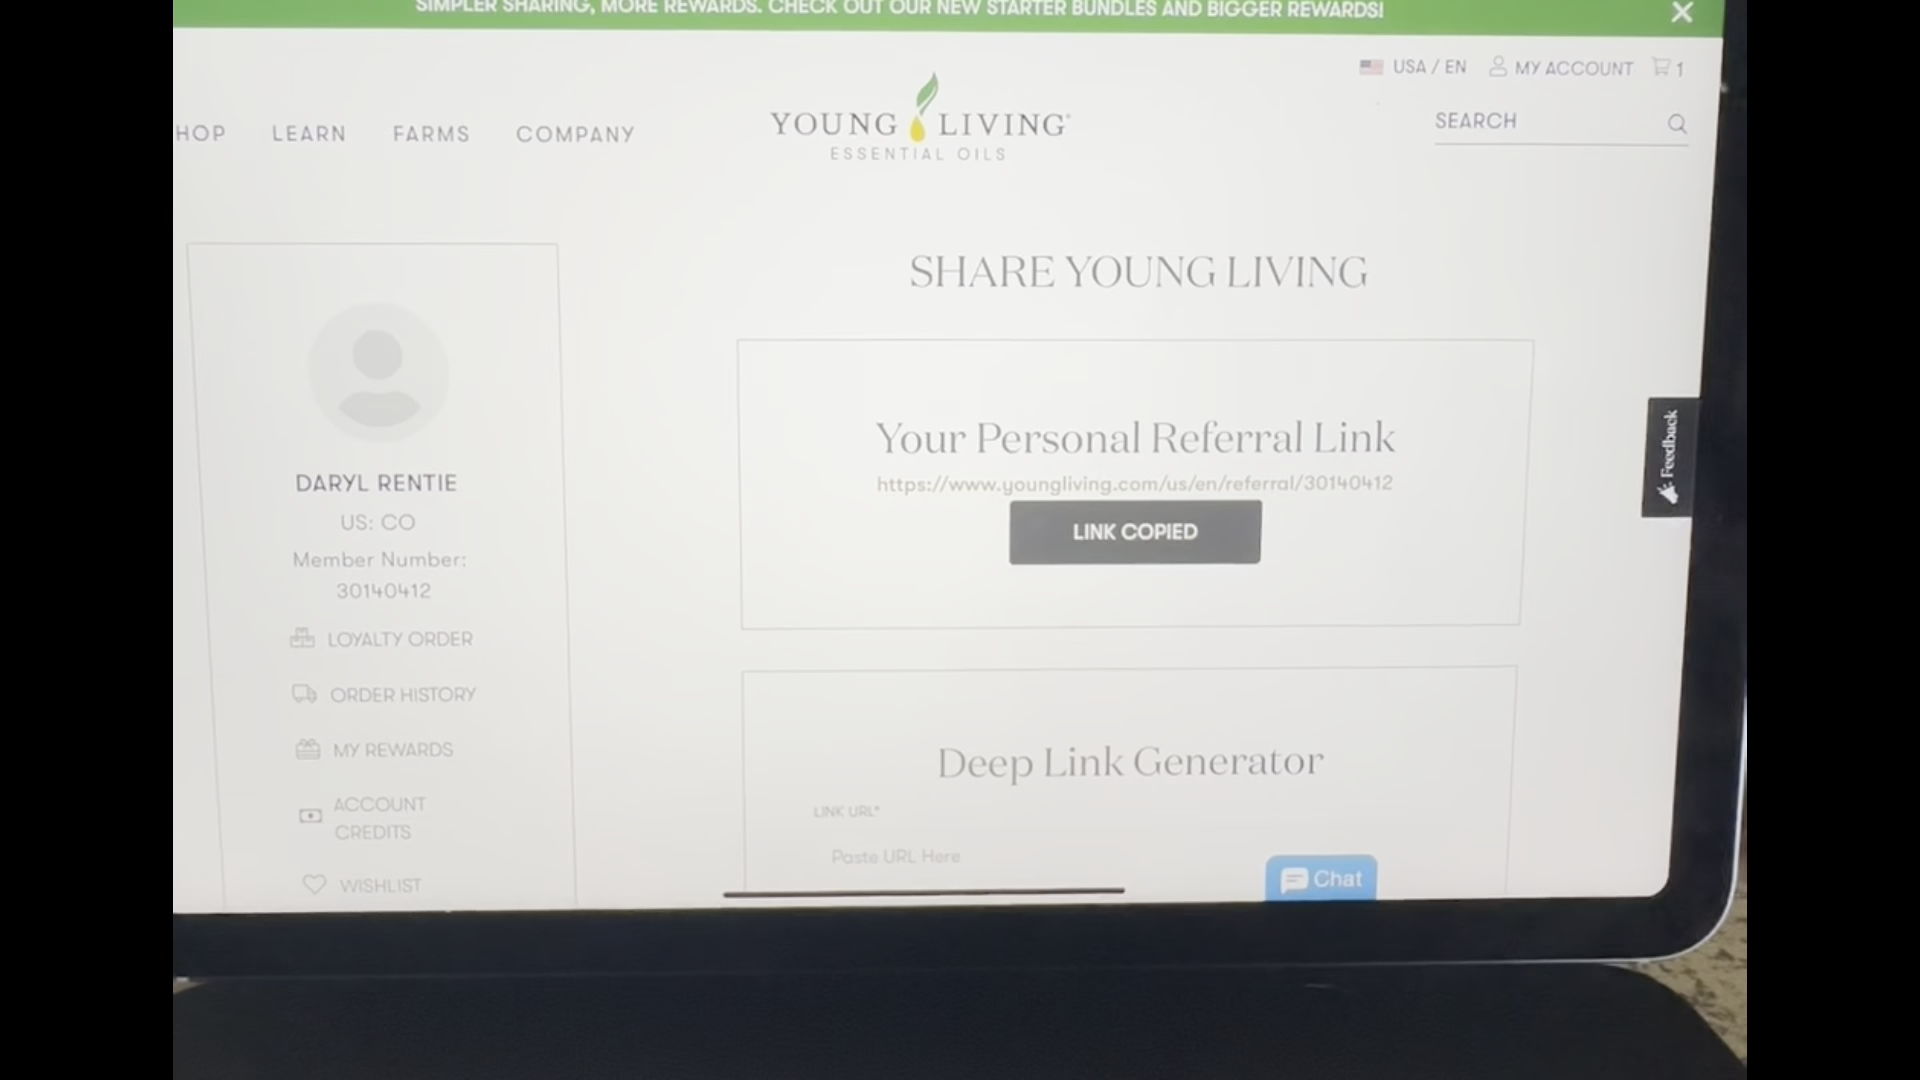 SIMPLER SHARING, MORE REWARDS. CHECK OUT OUR NEW STARTER BUNDLES AND BIGGER REWARDS!
USA / EN MY ACCOUNT 1
HOP LEARN FARMS COMPANY
YOUNG LIVING
ESSENTIAL OILS
SEARCH
DARYL RENTIE
US: CO
Member Number:
30140412
LOYALTY ORDER
ORDER HISTORY
MY REWARDS
ACCOUNT
CREDITS
WISHLIST
SHARE YOUNG LIVING
Your Personal Referral Link
https://www.youngliving.com/us/en/referral/30140412
LINK COPIED
Deep Link Generator
LINK URL*
Paste URL Here
Feedback
Chat